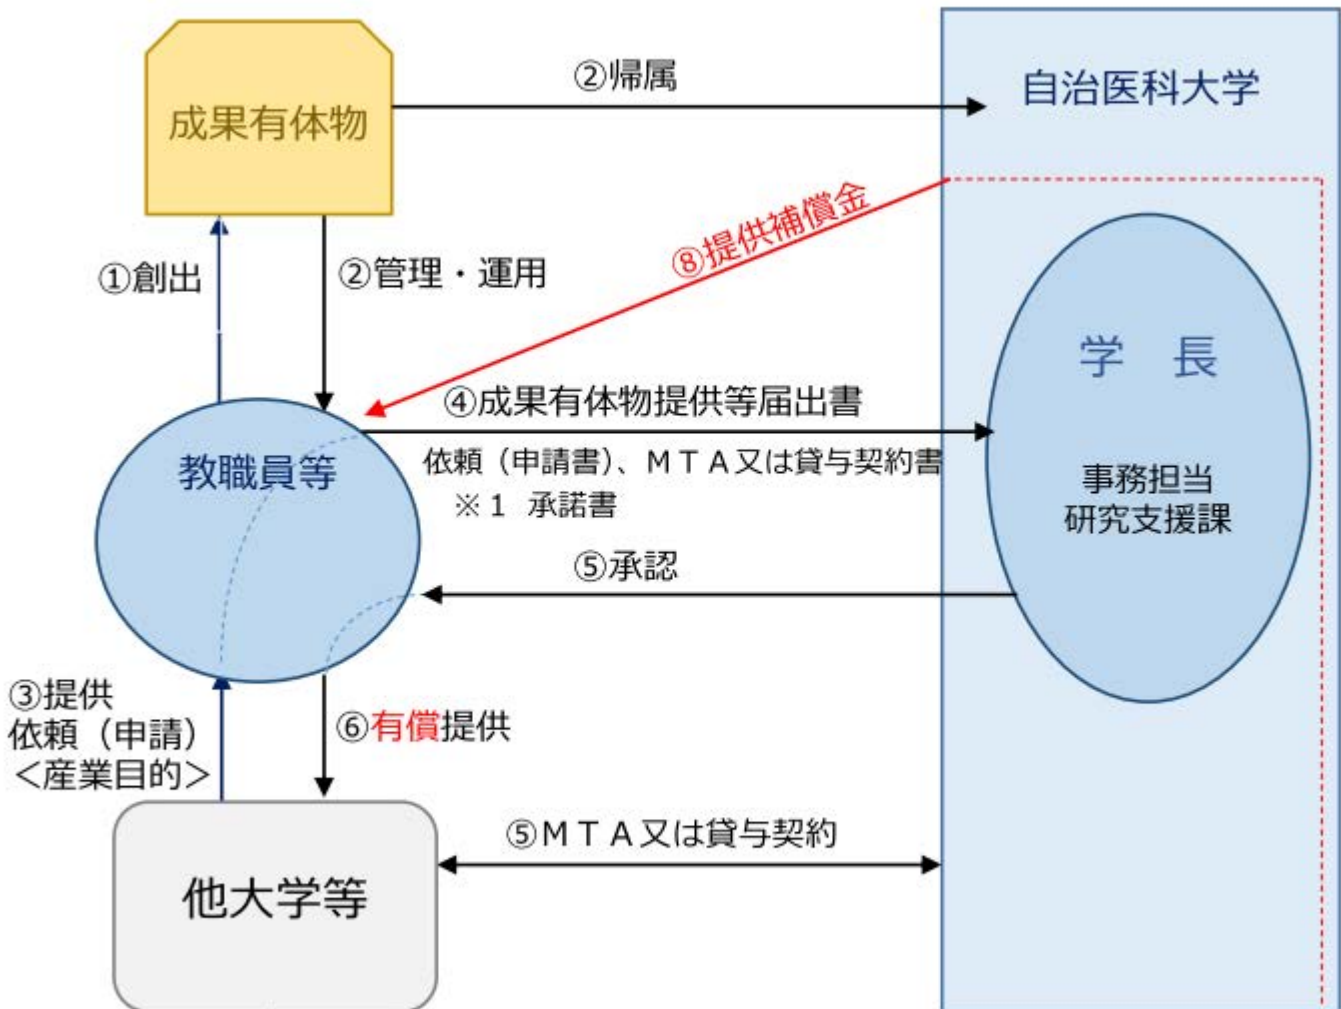 ②帰属
自治医科大学
成果有体物
⑧提供補償金
①創出
②管理・運用
学　長
④成果有体物提供等届出書
教職員等
依頼（申請書）、ＭＴＡ又は貸与契約書
※１ 承諾書
事務担当
研究支援課
⑤承認
③提供
依頼（申請）
＜産業目的＞
⑥有償提供
⑤ＭＴＡ又は貸与契約
他大学等